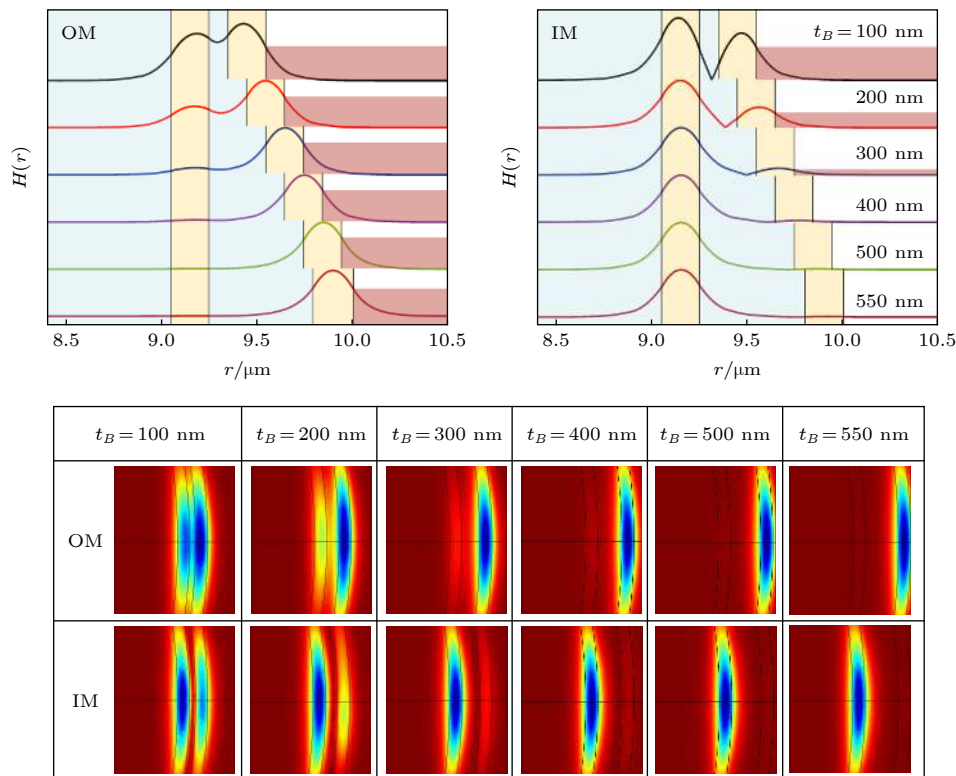 OM
IM
t_B = 100 nm
200 nm
300 nm
400 nm
500 nm
550 nm
H(r)
H(r)
8.5 9.0 9.5 10.0 10.5
8.5 9.0 9.5 10.0 10.5
r/μm
r/μm
t_B = 100 nm t_B = 200 nm t_B = 300 nm t_B = 400 nm t_B = 500 nm t_B = 550 nm
OM
IM